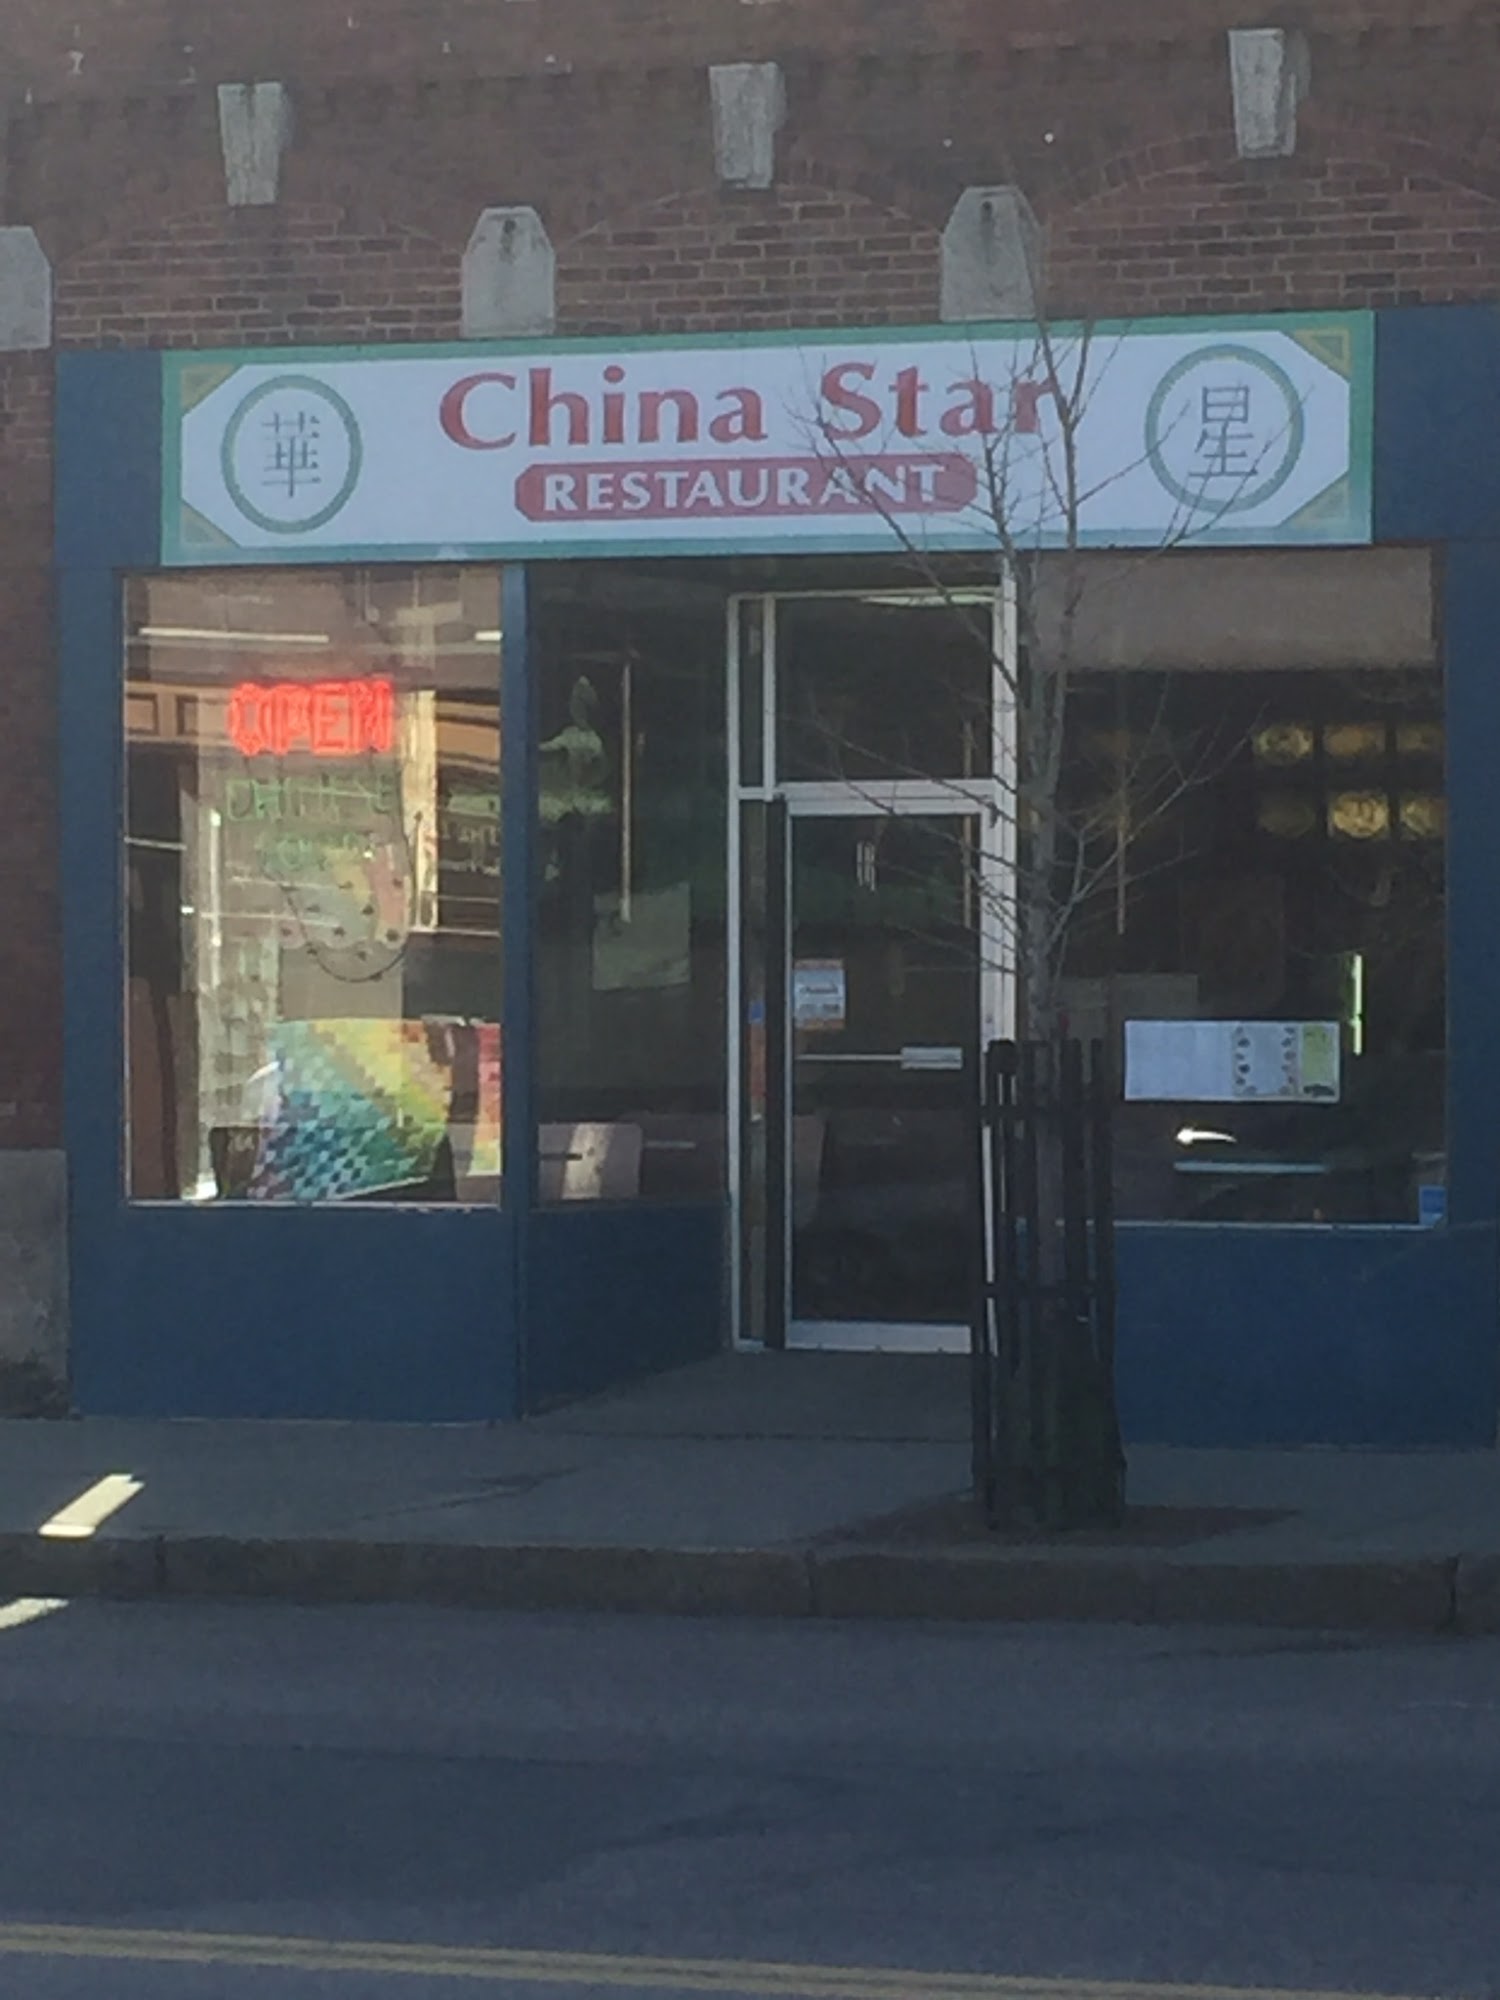 華
China Star
RESTAURANT
星
OPEN